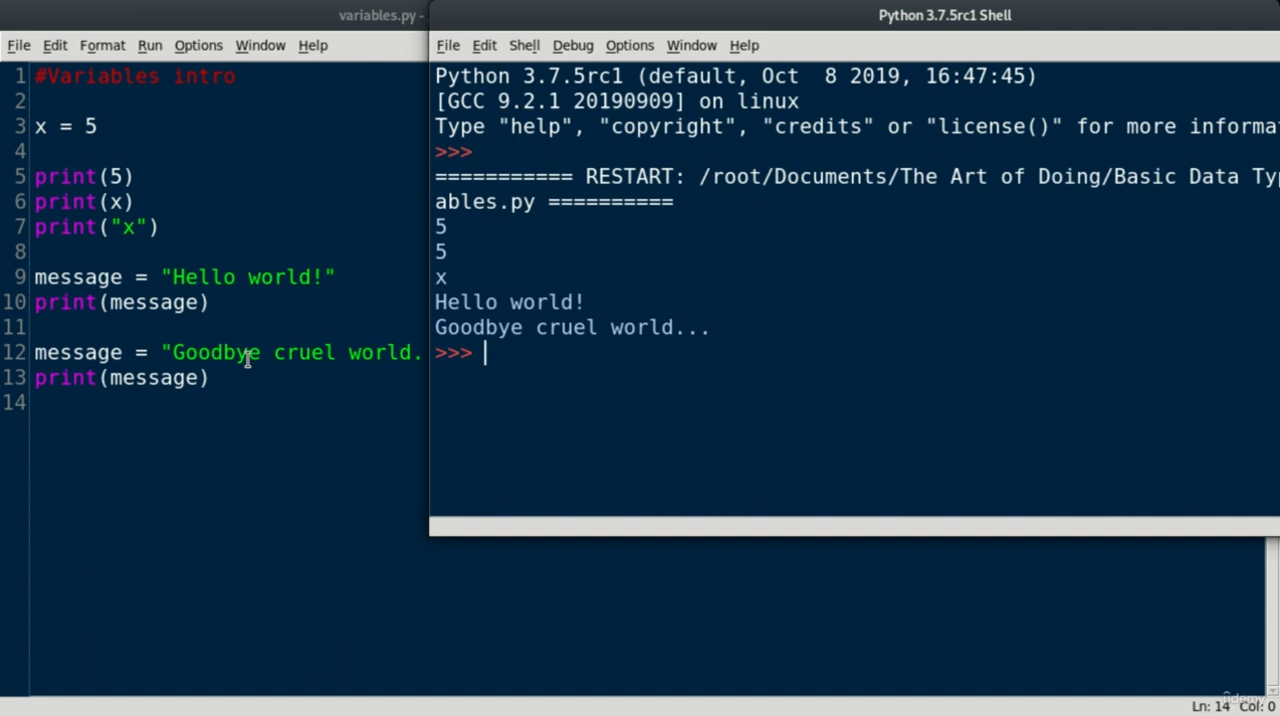 variables.py -
File Edit Format Run Options Window Help
1 #Variables intro
2
3 x = 5
4
5 print(5)
6 print(x)
7 print("x")
8
9 message = "Hello world!"
10 print(message)
11
12 message = "Goodbye cruel world.
13 print(message)
14
Python 3.7.5rc1 Shell
File Edit Shell Debug Options Window Help
Python 3.7.5rc1 (default, Oct  8 2019, 16:47:45)
[GCC 9.2.1 20190909] on linux
Type "help", "copyright", "credits" or "license()" for more informa
>>>
=========== RESTART: /root/Documents/The Art of Doing/Basic Data Ty
ables.py ==========
5
5
x
Hello world!
Goodbye cruel world...
>>>
udemy
Ln: 14 Col: 0